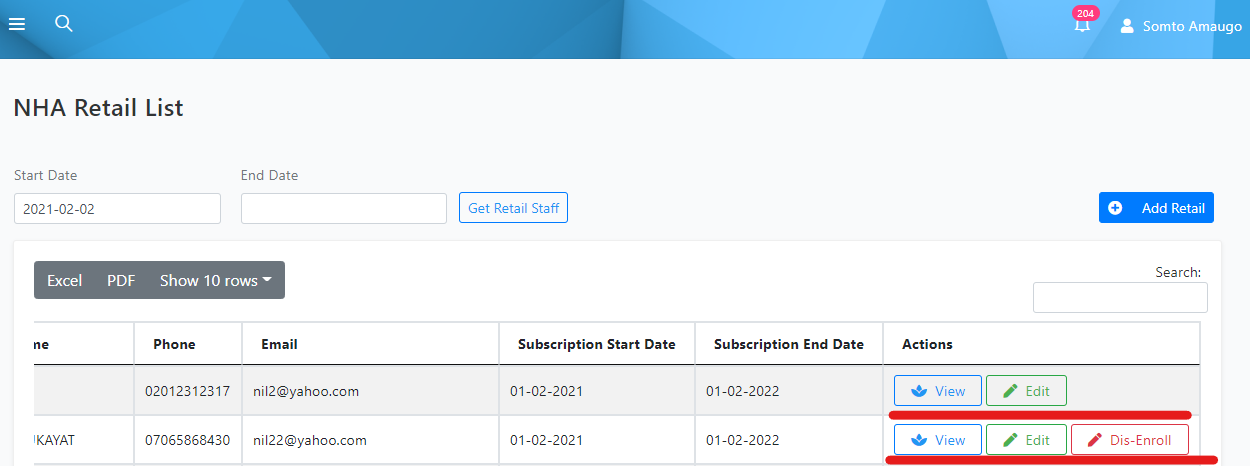 204
Somto Amaugo
NHA Retail List
Start Date End Date
2021-02-02 Get Retail Staff Add Retail
Excel PDF Show 10 rows Search:
me Phone Email Subscription Start Date Subscription End Date Actions
02012312317 nil2@yahoo.com 01-02-2021 01-02-2022 View Edit
UKAYAT 07065868430 nil22@yahoo.com 01-02-2021 01-02-2022 View Edit Dis-Enroll